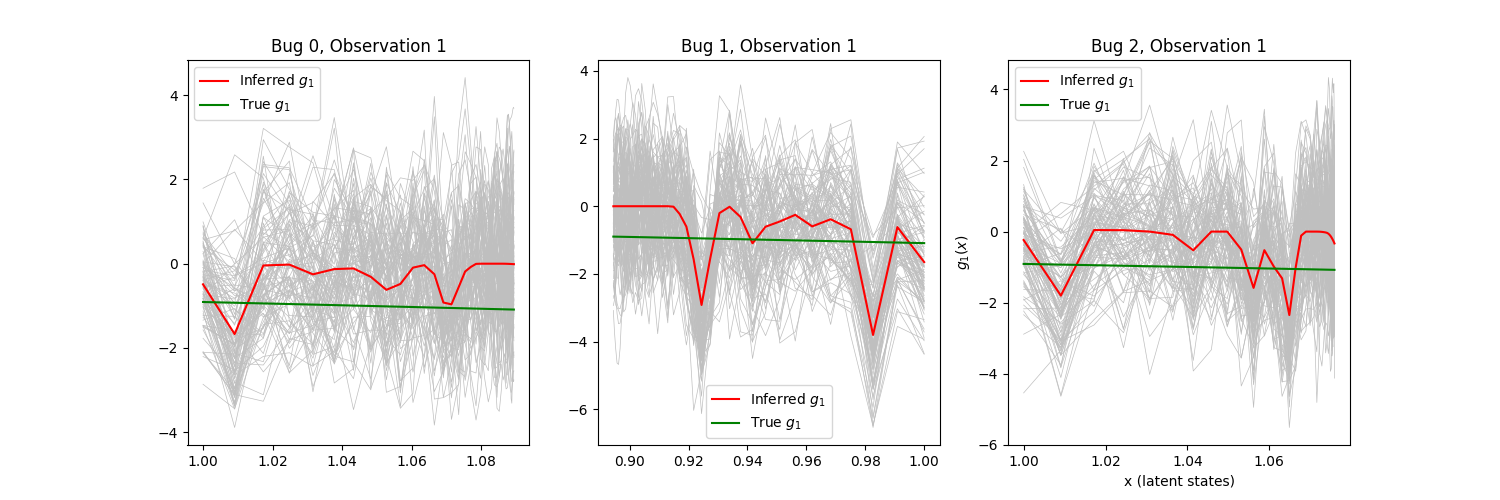 Bug 0, Observation 1
Inferred g₁
True g₁
4
2
0
−2
−4
1.00 1.02 1.04 1.06 1.08
Bug 1, Observation 1
4
2
0
−2
−4
−6
Inferred g₁
True g₁
0.90 0.92 0.94 0.96 0.98 1.00
Bug 2, Observation 1
Inferred g₁
True g₁
g₁(x)
4
2
0
−2
−4
−6
1.00 1.02 1.04 1.06
x (latent states)